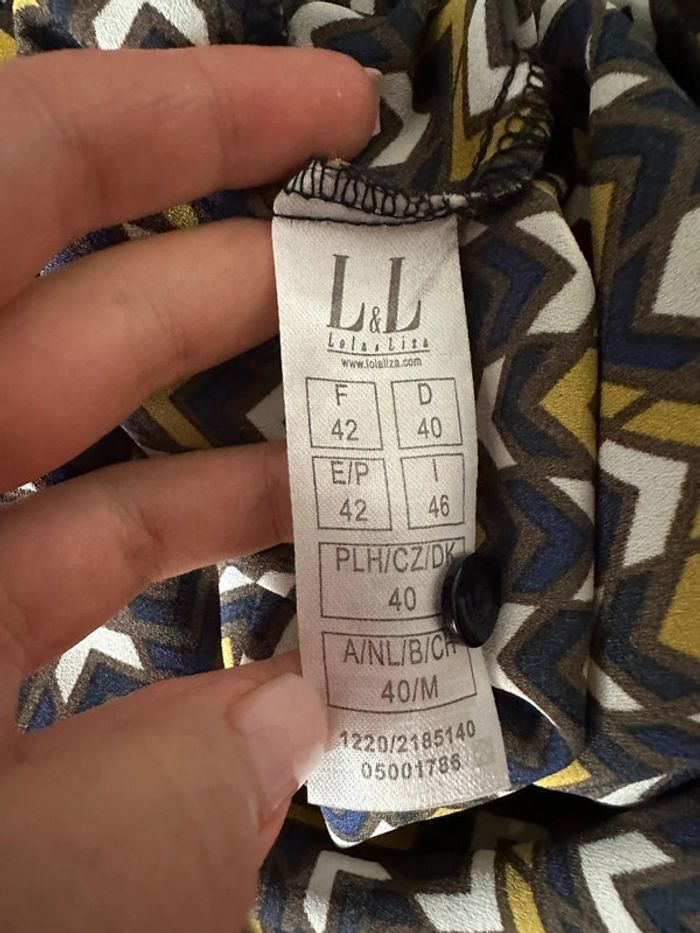 L&L
Lola & Liza
www.lolaliza.com
F D
42 40
E/P I
42 46
PLH/CZ/DK
40
A/NL/B/CH
40/M
1220/2185140
05001786